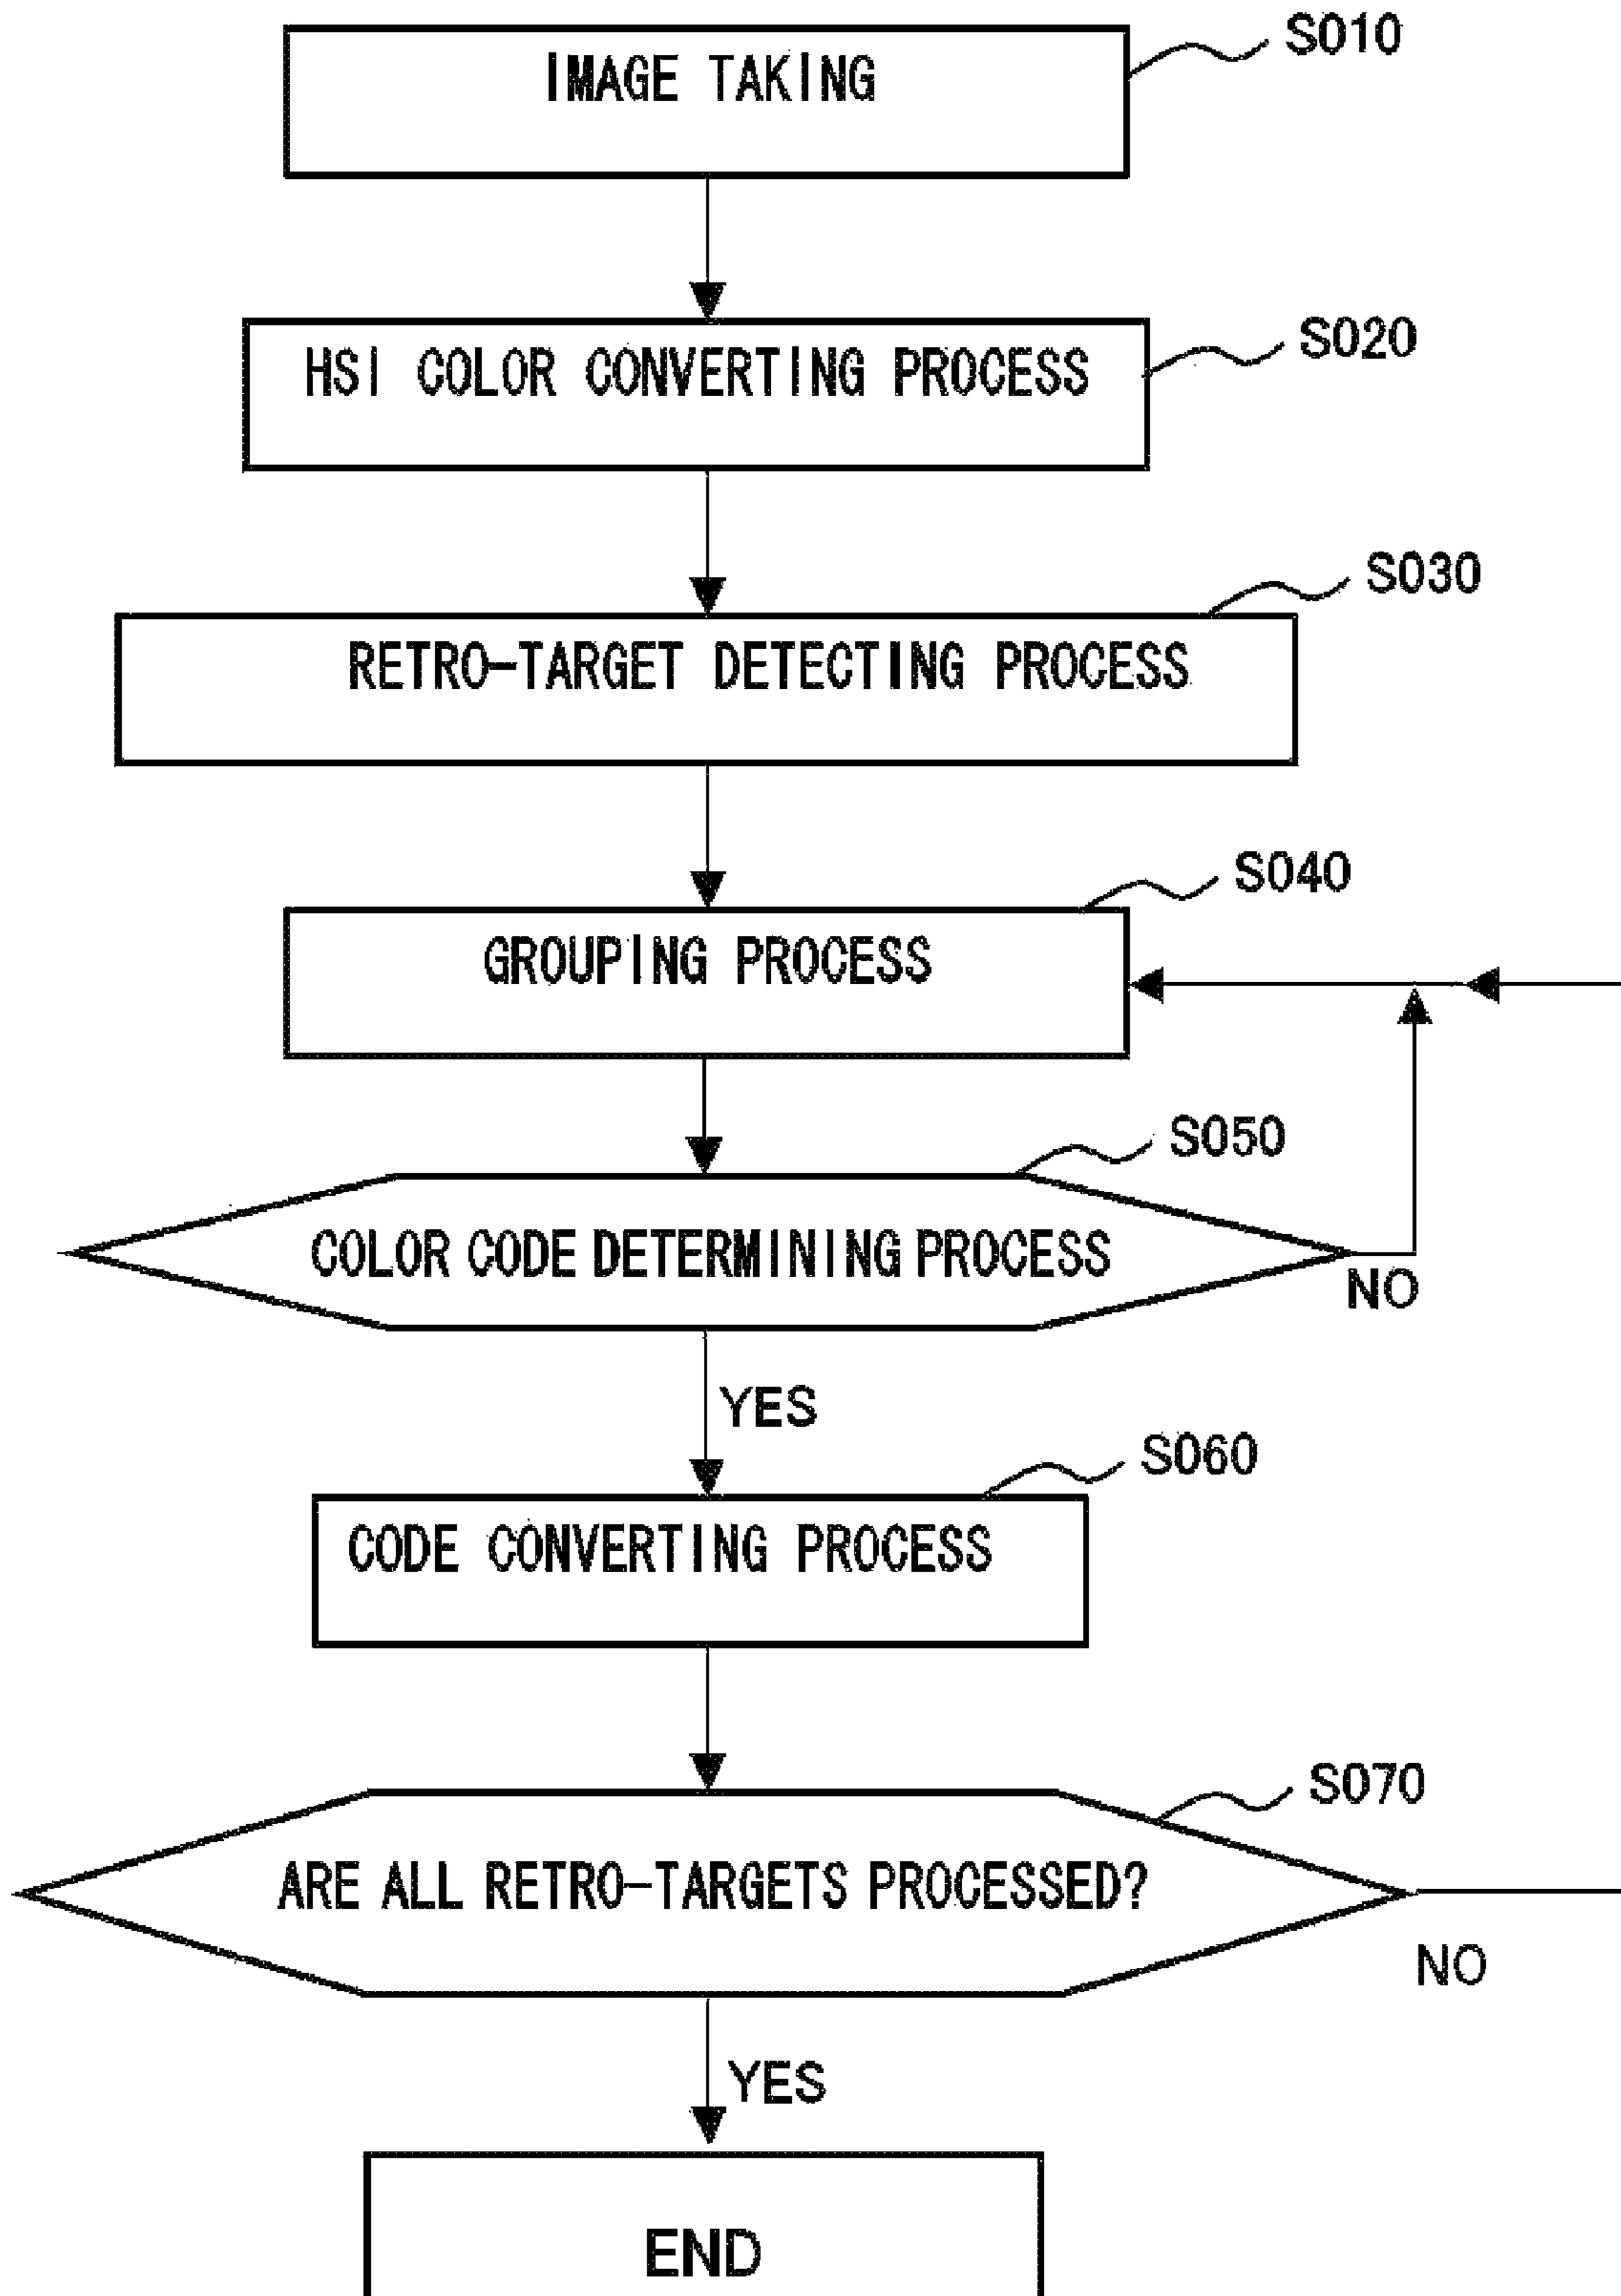 S010
IMAGE TAKING
S020
HSI COLOR CONVERTING PROCESS
S030
RETRO-TARGET DETECTING PROCESS
S040
GROUPING PROCESS
S050
COLOR CODE DETERMINING PROCESS
NO
YES
S060
CODE CONVERTING PROCESS
S070
ARE ALL RETRO-TARGETS PROCESSED?
NO
YES
END